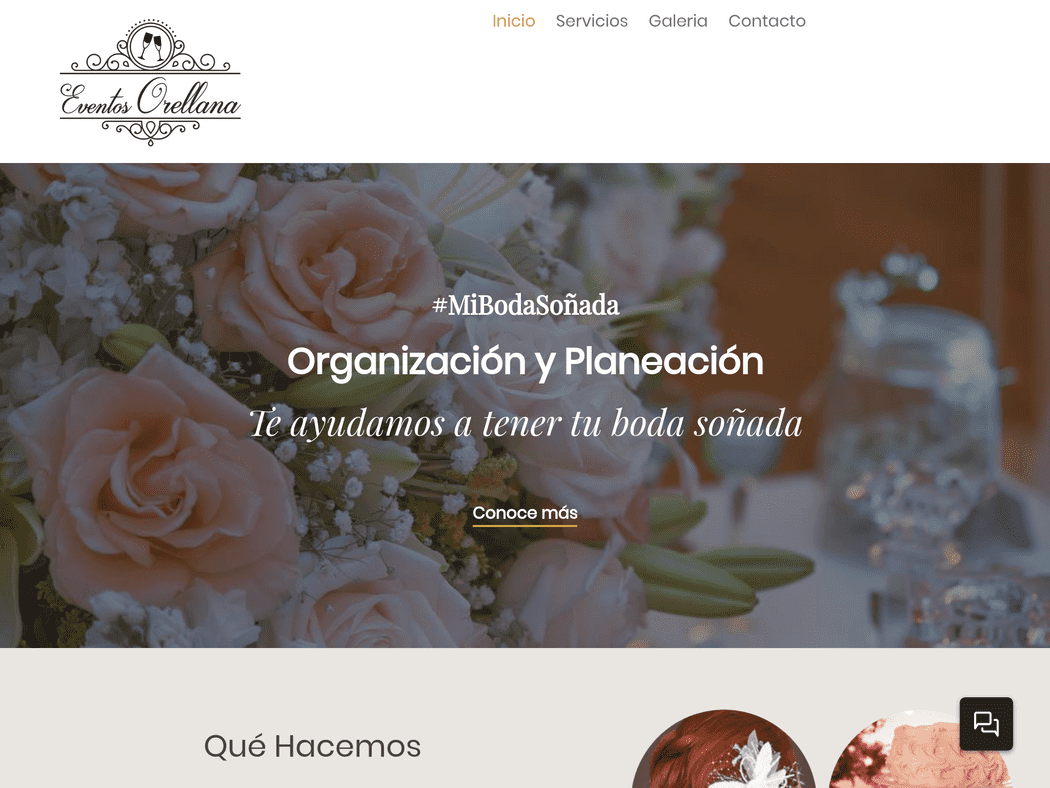 Eventos Orellana
Inicio Servicios Galeria Contacto
#MiBodaSoñada
Organización y Planeación
Te ayudamos a tener tu boda soñada
Conoce más
Qué Hacemos